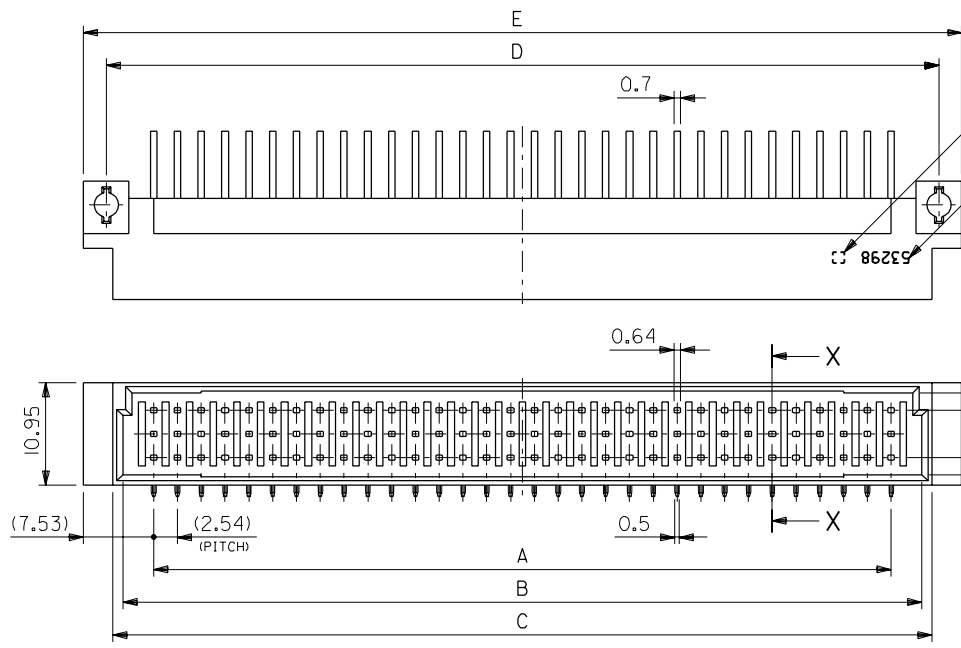 E
D
0.7
53298
0.64
X
10.95
(7.53)
(2.54)
(PITCH)
0.5
X
A
B
C